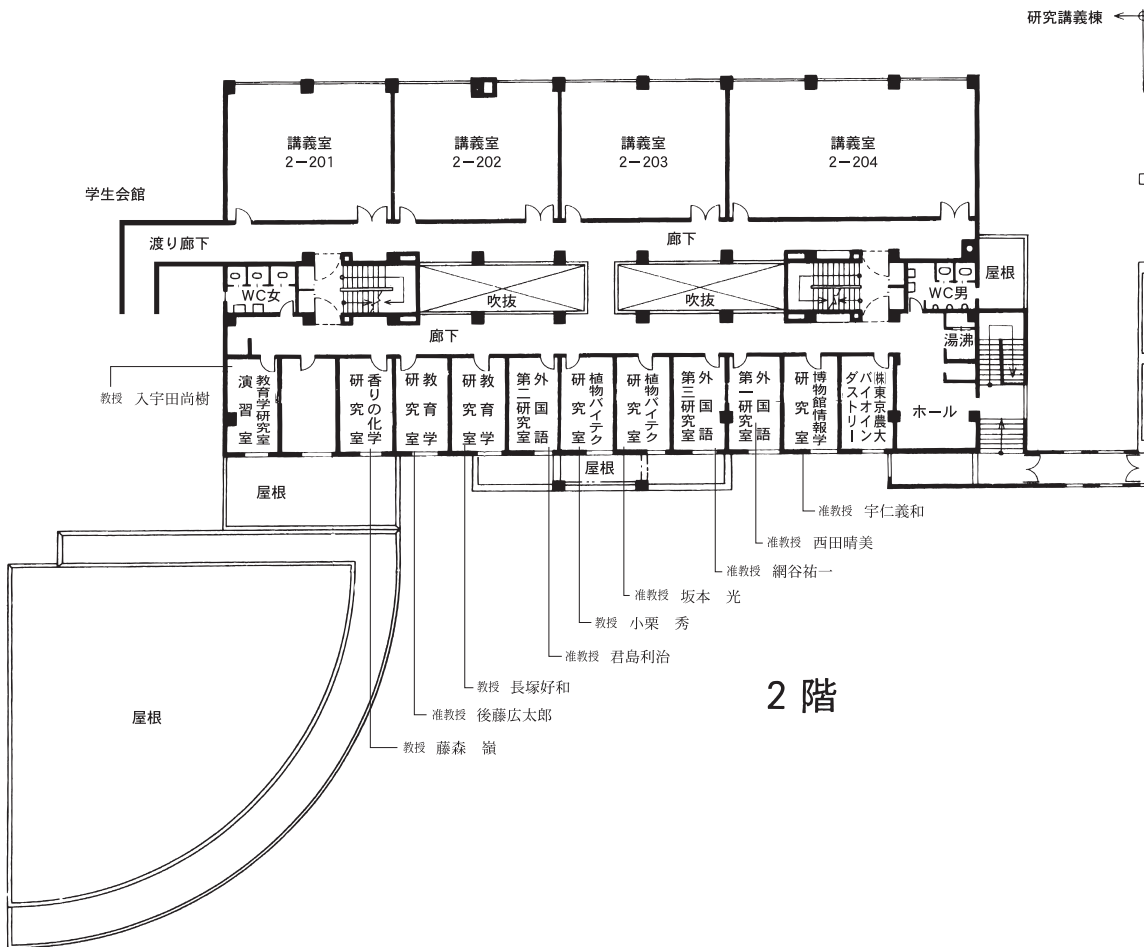 研究講義棟
講義室
2-201
講義室
2-202
講義室
2-203
講義室
2-204
学生会館
渡り廊下
廊下
屋根
WC女
吹抜
吹抜
WC男
廊下
湯沸
教育学研究室
演習室
香りの化学
研究室
教育学
研究室
教育学
研究室
外国語
第二研究室
植物バイテク
研究室
植物バイテク
研究室
外国語
第三研究室
外国語
第一研究室
博物館情報学
研究室
㈱東京農大
バイオイン
ダストリー
ホール
教授 入宇田尚樹
屋根
屋根
准教授 宇仁義和
准教授 西田晴美
准教授 網谷祐一
准教授 坂本 光
教授 小栗 秀
准教授 君島利治
教授 長塚好和
准教授 後藤広太郎
教授 藤森 嶺
2階
屋根